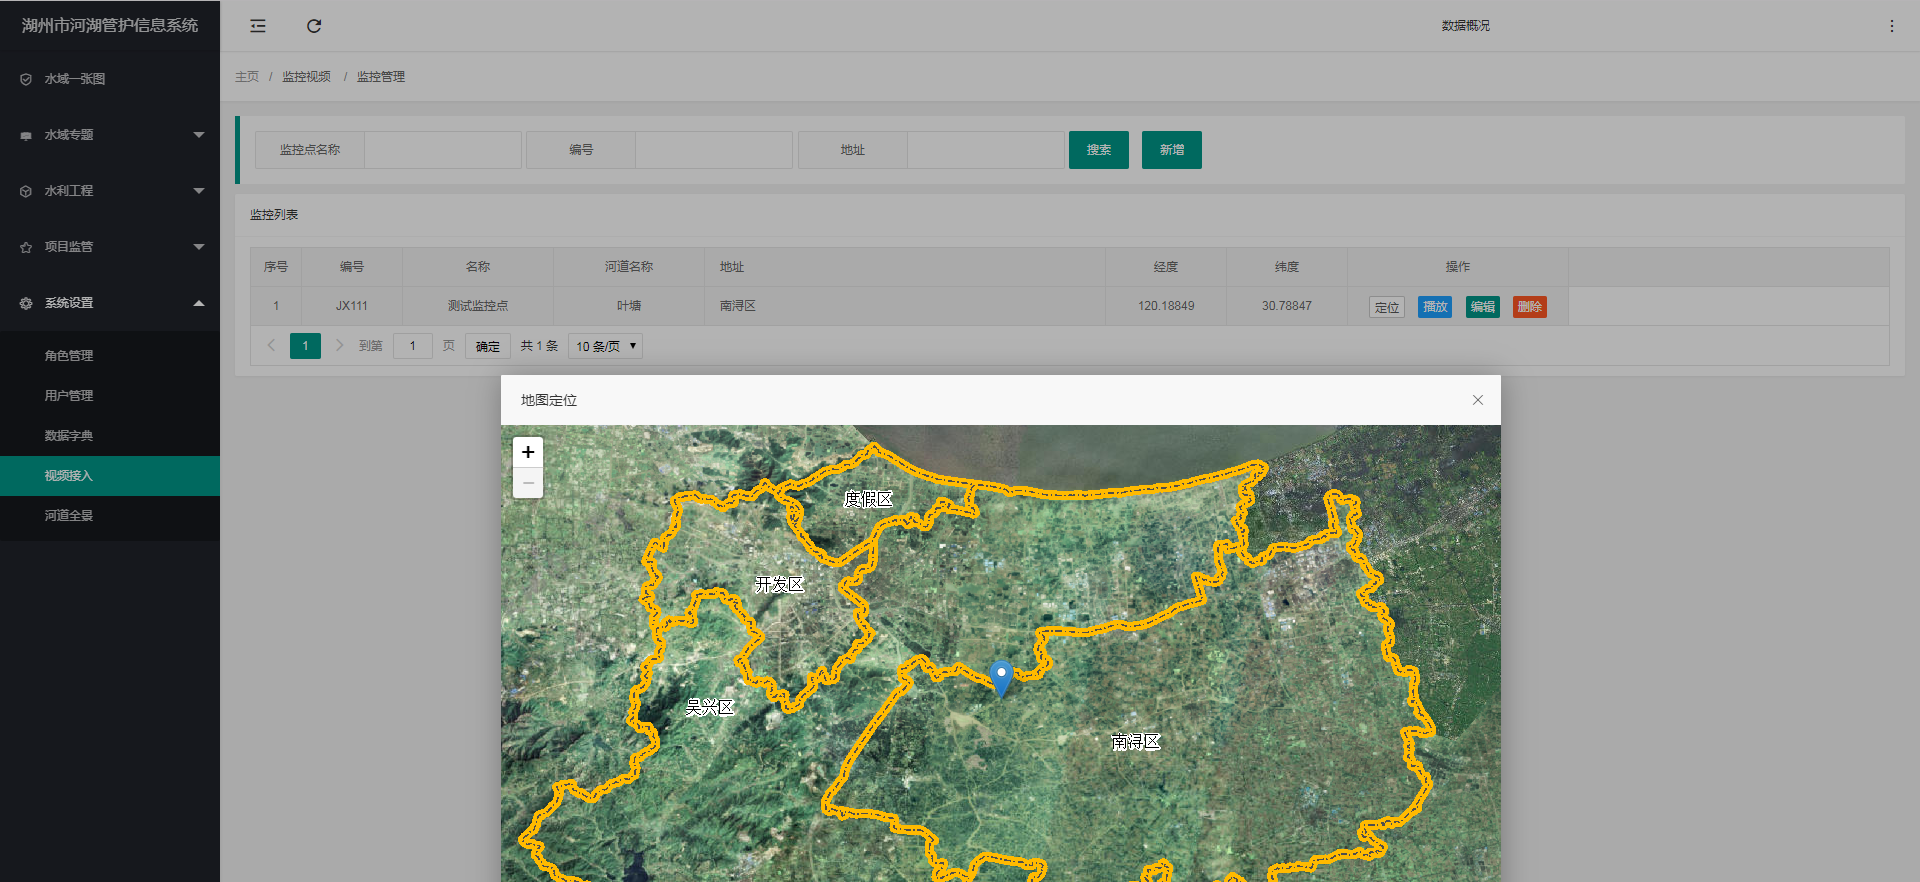 湖州市河湖管护信息系统
数据概况
水域一张图
水域专题
水利工程
项目监管
系统设置
角色管理
用户管理
数据字典
视频接入
河道全景
主页 / 监控视频 / 监控管理
监控点名称 编号 地址 搜索 新增
监控列表
序号 编号 名称 河道名称 地址 经度 纬度 操作
1 JX111 测试监控点 叶塘 南浔区 120.18849 30.78847 定位 播放 编辑 删除
1 到第 1 页 确定 共 1 条 10 条/页
地图定位
+
−
度假区
开发区
吴兴区
南浔区